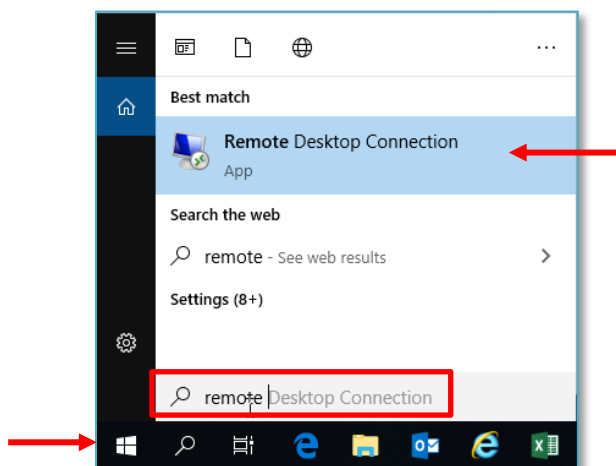 Best match
Remote Desktop Connection
App
Search the web
remote - See web results
Settings (8+)
remote Desktop Connection